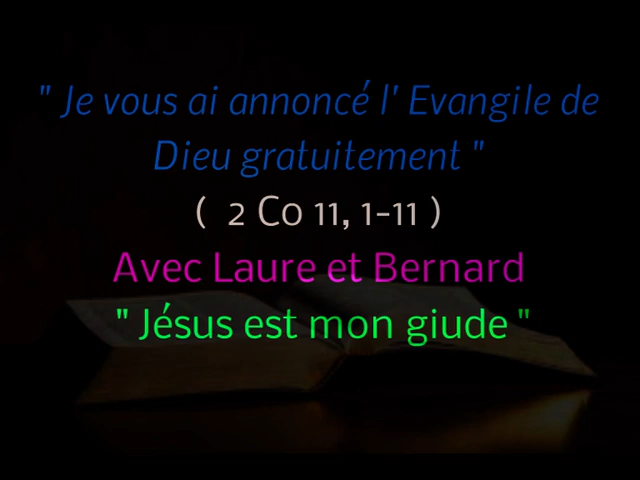 " Je vous ai annoncé l' Evangile de
Dieu gratuitement "
( 2 Co 11, 1-11 )
Avec Laure et Bernard
" Jésus est mon giude "